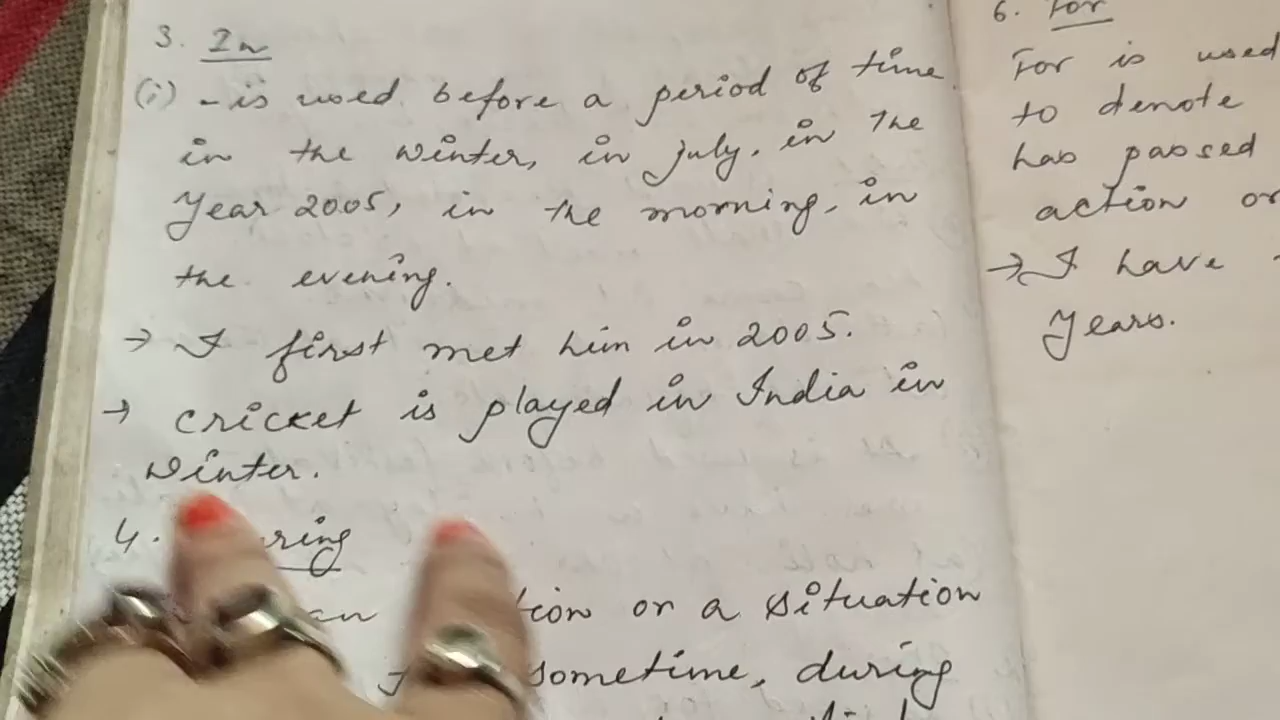 3. In
(i) - is used before a period of time
in the winter, in july, in the
Year 2005, in the morning, in
the evening.
→ I first met him in 2005.
→ cricket is played in India in
winter.
4.
or a situation
sometime, during
6. For
For is used
to denote
has passed
action or
→ I have
Years.